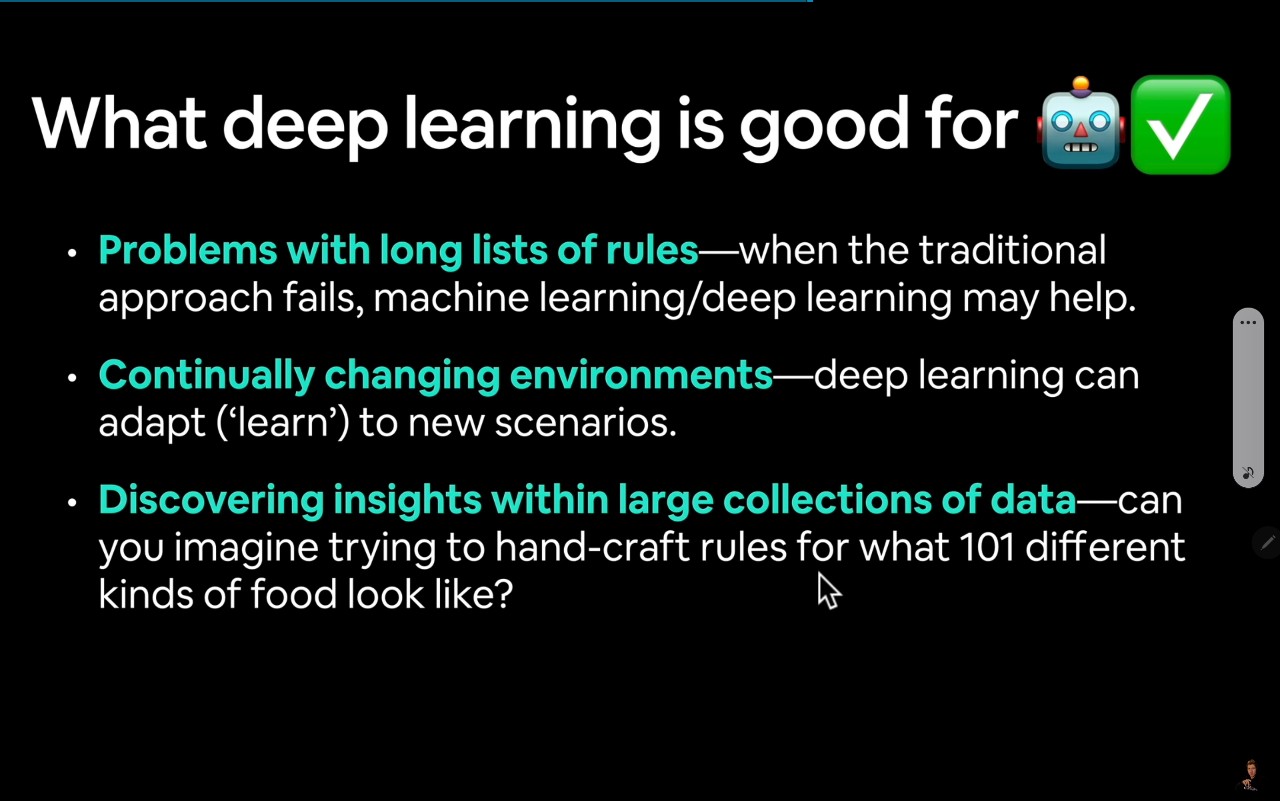 What deep learning is good for 🤖✅
• Problems with long lists of rules—when the traditional
approach fails, machine learning/deep learning may help.
• Continually changing environments—deep learning can
adapt (‘learn’) to new scenarios.
• Discovering insights within large collections of data—can
you imagine trying to hand-craft rules for what 101 different
kinds of food look like?